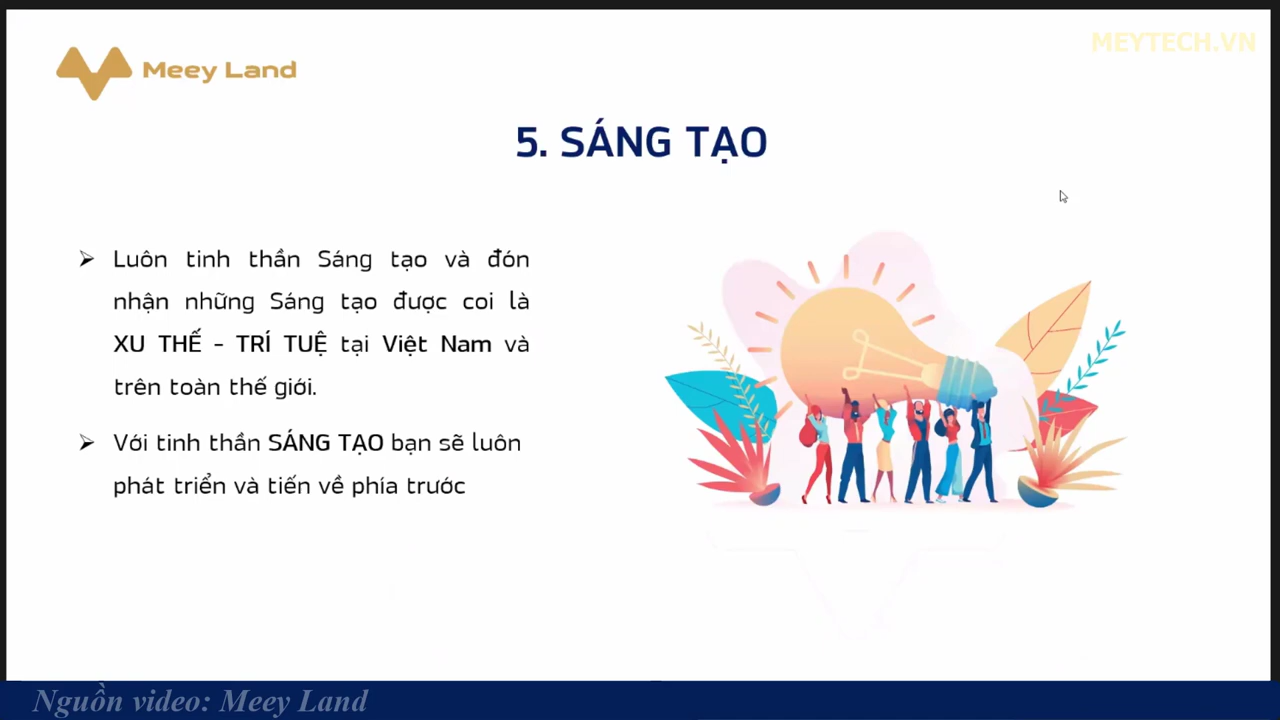 Meey Land
MEYTECH.VN
5. SÁNG TẠO
➢ Luôn tinh thần Sáng tạo và đón
nhận những Sáng tạo được coi là
XU THẾ - TRÍ TUỆ tại Việt Nam và
trên toàn thế giới.
➢ Với tinh thần SÁNG TẠO bạn sẽ luôn
phát triển và tiến về phía trước
Nguồn video: Meey Land